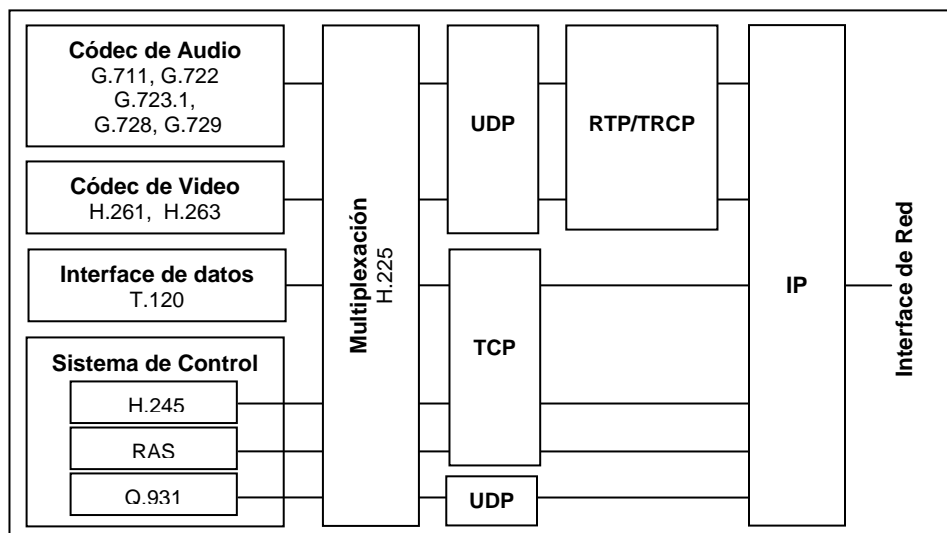 Códec de Audio
G.711, G.722
G.723.1,
G.728, G.729
Códec de Video
H.261, H.263
Interface de datos
T.120
Sistema de Control
H.245
RAS
Q.931
Multiplexación
H.225
UDP
RTP/TRCP
TCP
UDP
IP
Interface de Red